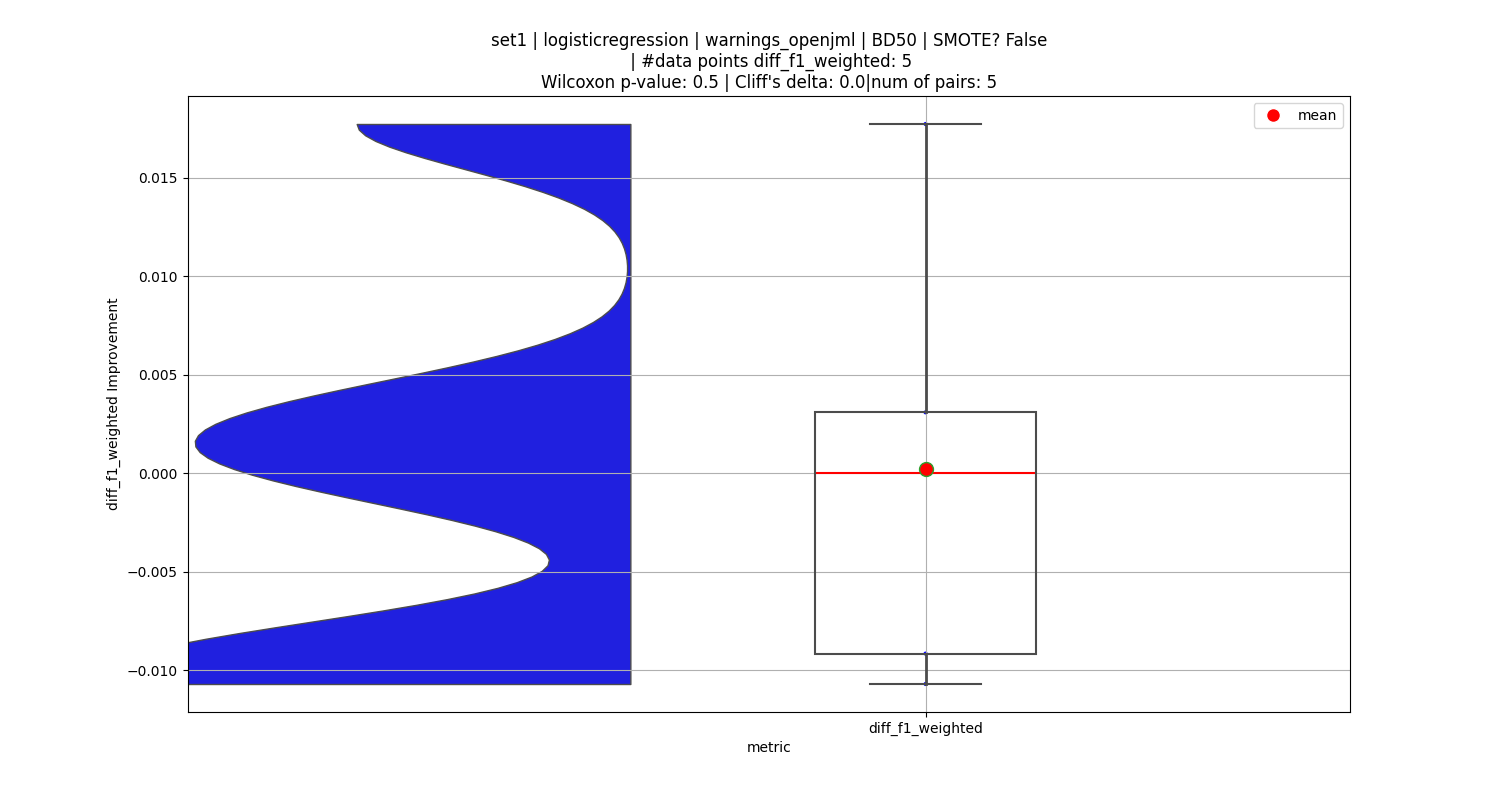 set1 | logisticregression | warnings_openjml | BD50 | SMOTE? False
| #data points diff_f1_weighted: 5
Wilcoxon p-value: 0.5 | Cliff's delta: 0.0|num of pairs: 5
mean
0.015
0.010
0.005
0.000
−0.005
−0.010
diff_f1_weighted Improvement
diff_f1_weighted
metric